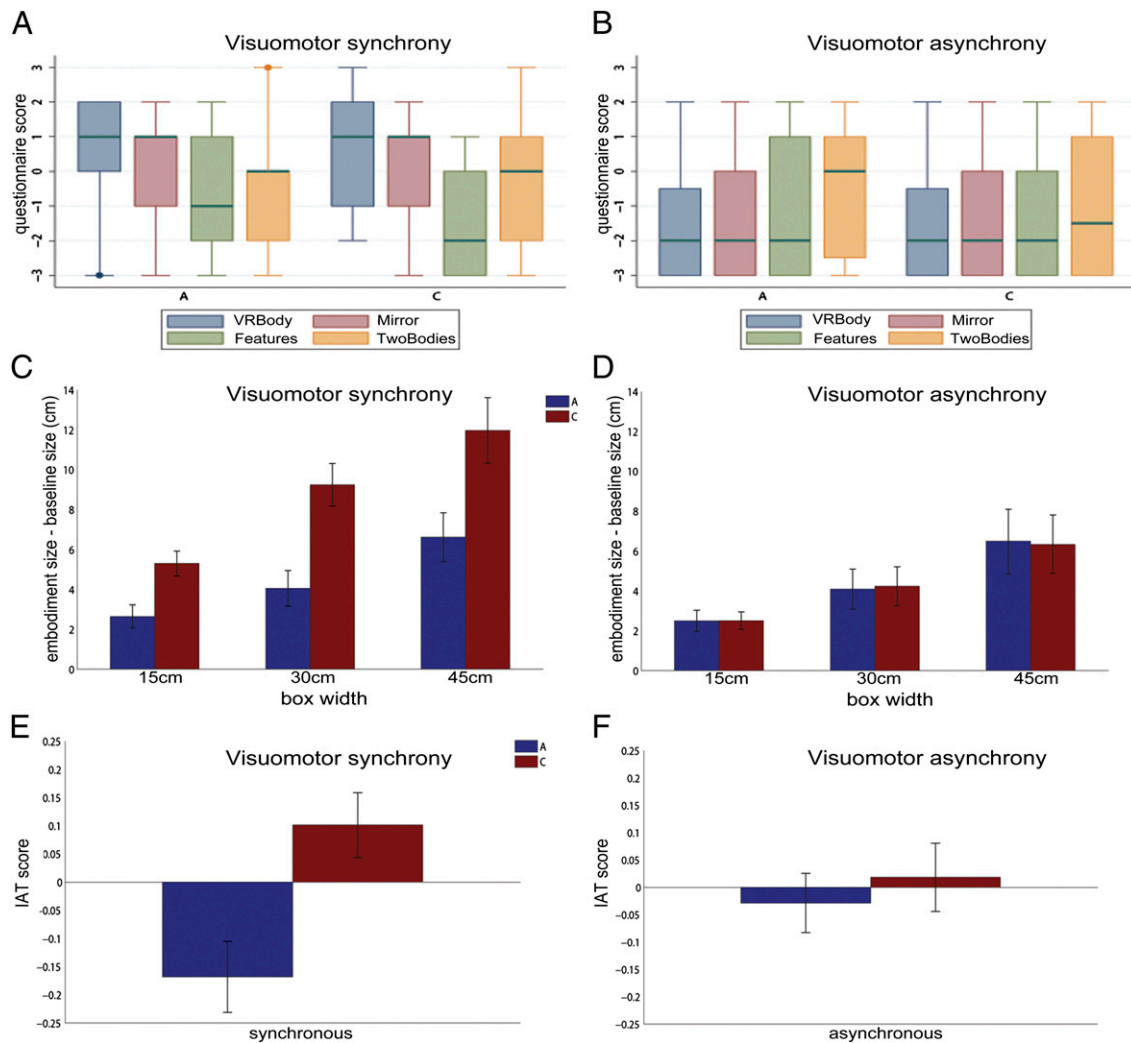 A
Visuomotor synchrony
questionnaire score
3
2
1
0
-1
-2
-3
A
C
VRBody
Mirror
Features
TwoBodies
B
Visuomotor asynchrony
questionnaire score
3
2
1
0
-1
-2
-3
A
C
VRBody
Mirror
Features
TwoBodies
C
Visuomotor synchrony
A
C
embodiment size - baseline size (cm)
14
12
10
8
6
4
2
0
15cm
30cm
45cm
box width
D
Visuomotor asynchrony
embodiment size - baseline size (cm)
14
12
10
8
6
4
2
0
15cm
30cm
45cm
box width
E
Visuomotor synchrony
A
C
IAT score
0.25
0.2
0.15
0.1
0.05
0
-0.05
-0.1
-0.15
-0.2
-0.25
synchronous
F
Visuomotor asynchrony
IAT score
0.25
0.2
0.15
0.1
0.05
0
-0.05
-0.1
-0.15
-0.2
-0.25
asynchronous